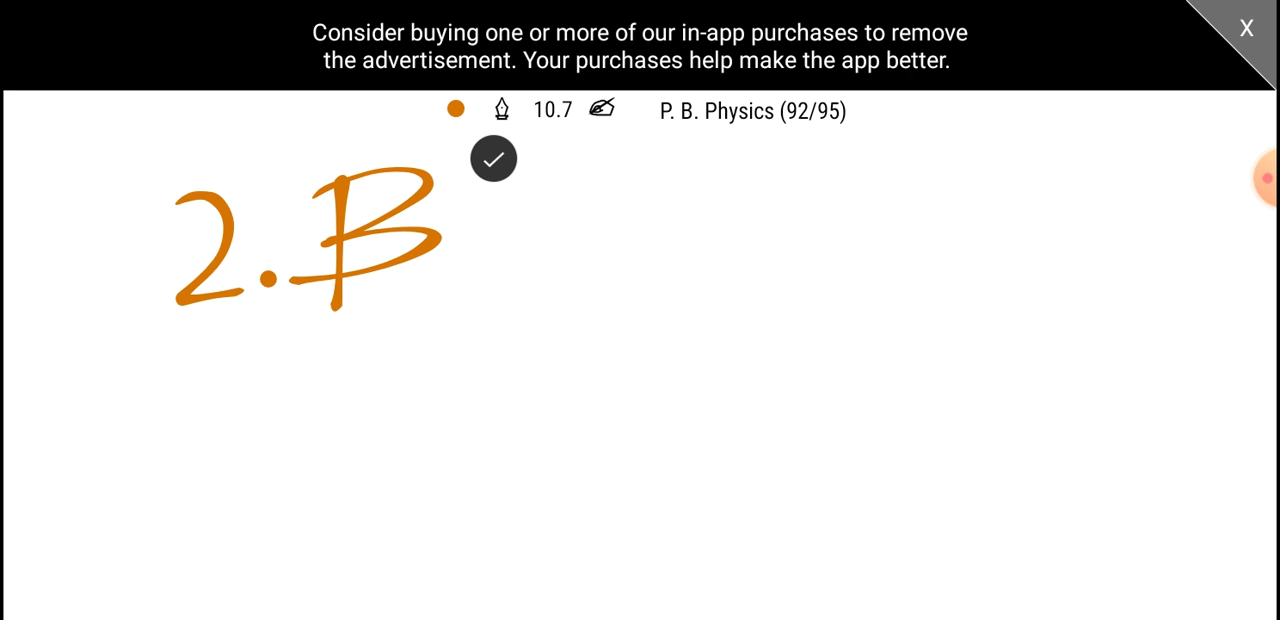 Consider buying one or more of our in-app purchases to remove
the advertisement. Your purchases help make the app better.
X
10.7 P. B. Physics (92/95)
2. B